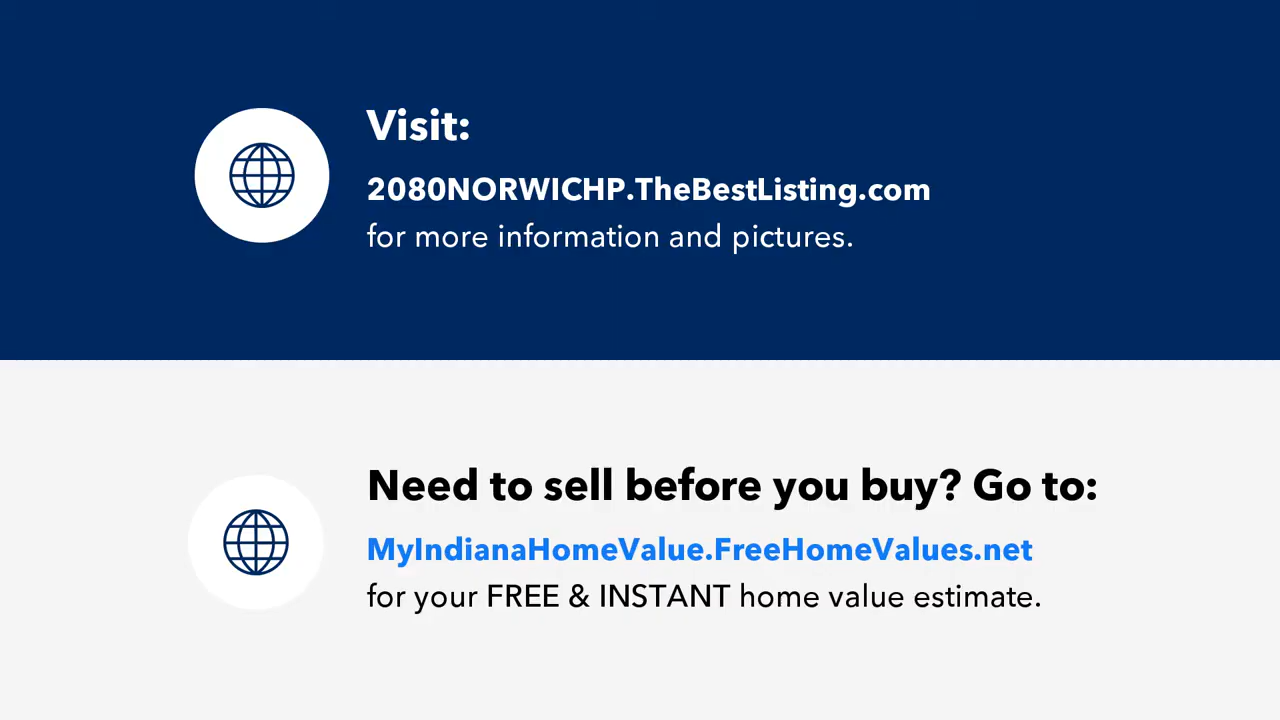 Visit:
2080NORWICHP.TheBestListing.com
for more information and pictures.
Need to sell before you buy? Go to:
MyIndianaHomeValue.FreeHomeValues.net
for your FREE & INSTANT home value estimate.